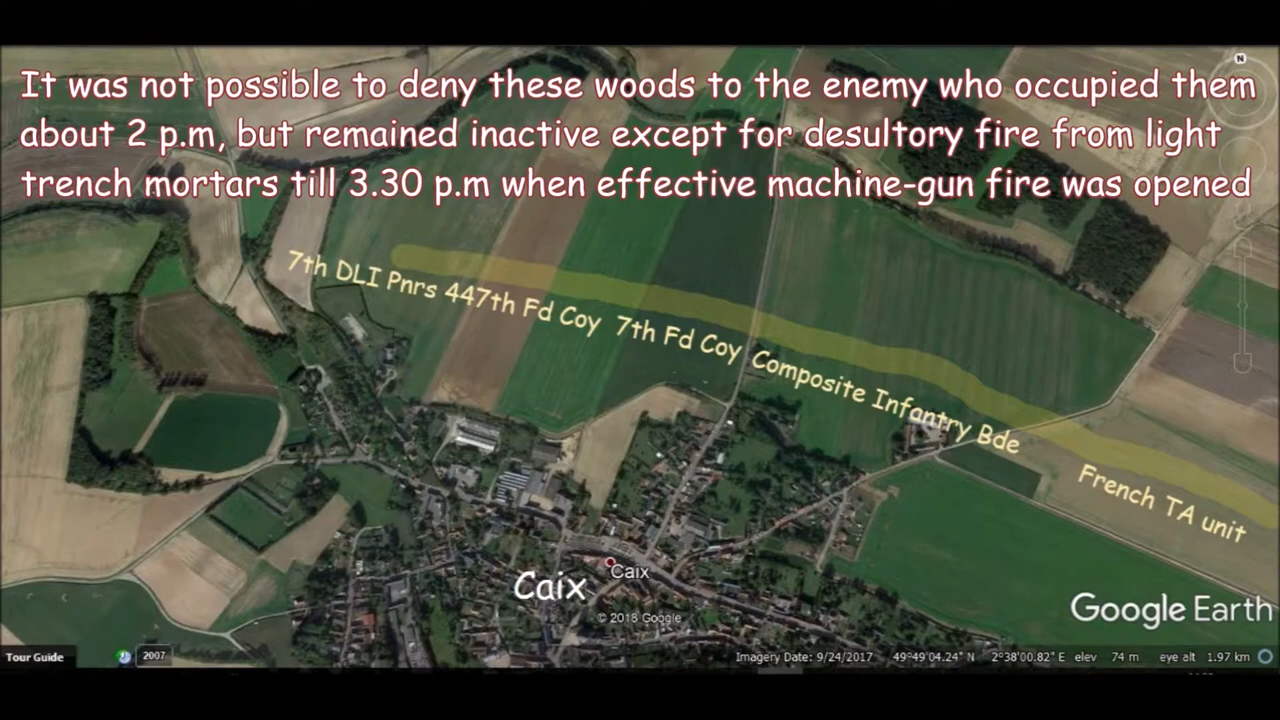 It was not possible to deny these woods to the enemy who occupied them
about 2 p.m, but remained inactive except for desultory fire from light
trench mortars till 3.30 p.m when effective machine-gun fire was opened
N
7th DLI Pnrs 447th Fd Coy 7th Fd Coy Composite Infantry Bde
French TA unit
Caix
Caix
© 2018 Google
Google Earth
Tour Guide
2007
Imagery Date: 9/24/2017 49°49'04.24" N 2°38'00.82" E elev 74 m eye alt 1.97 km